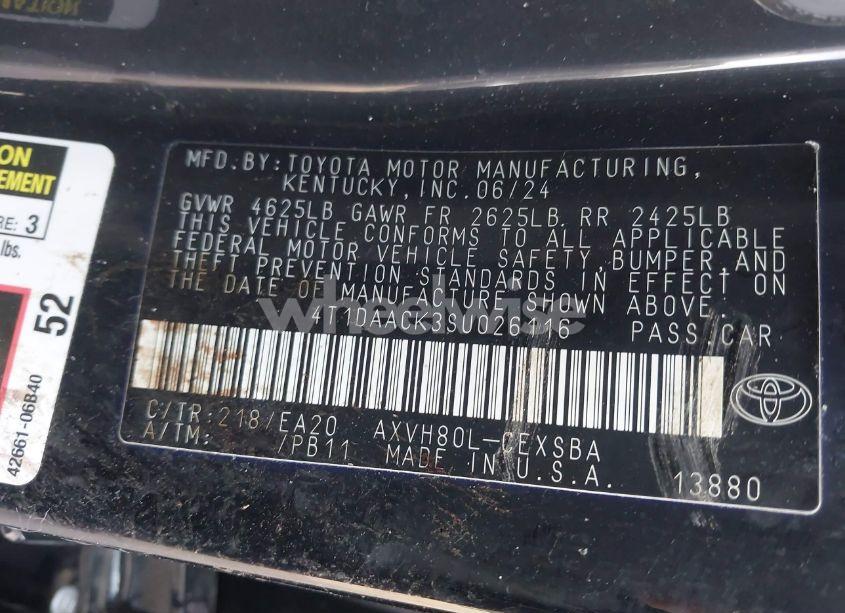 ON
EMENT
RE: 3
lbs.
52
42661-06B40
MFD.BY:TOYOTA MOTOR MANUFACTURING,
KENTUCKY,INC.06/24
GVWR 4625LB GAWR FR 2625LB RR 2425LB
THIS VEHICLE CONFORMS TO ALL APPLICABLE
FEDERAL MOTOR VEHICLE SAFETY,BUMPER,AND
THEFT PREVENTION STANDARDS IN EFFECT ON
THE DATE OF MANUFACTURE SHOWN ABOVE.
4T1DAACK3SU026116 PASS.CAR
wheelwise
C/TR:218/EA20 AXVH80L-CEXSBA
A/TM: /PB11 MADE IN U.S.A. 13880